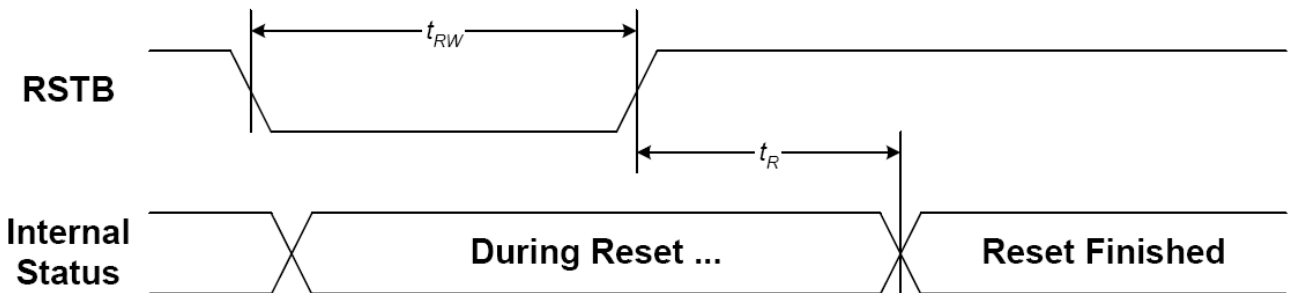 t_RW
RSTB
t_R
Internal
Status
During Reset ...
Reset Finished